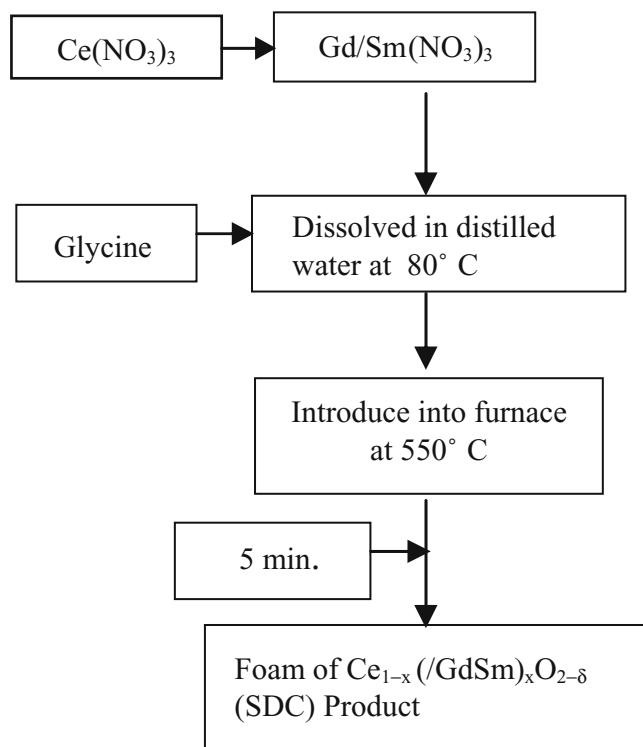 Ce(NO₃)₃
Gd/Sm(NO₃)₃
Glycine
Dissolved in distilled
water at 80˚ C
Introduce into furnace
at 550˚ C
5 min.
Foam of Ce₁₋ₓ (/GdSm)ₓO₂₋δ
(SDC) Product